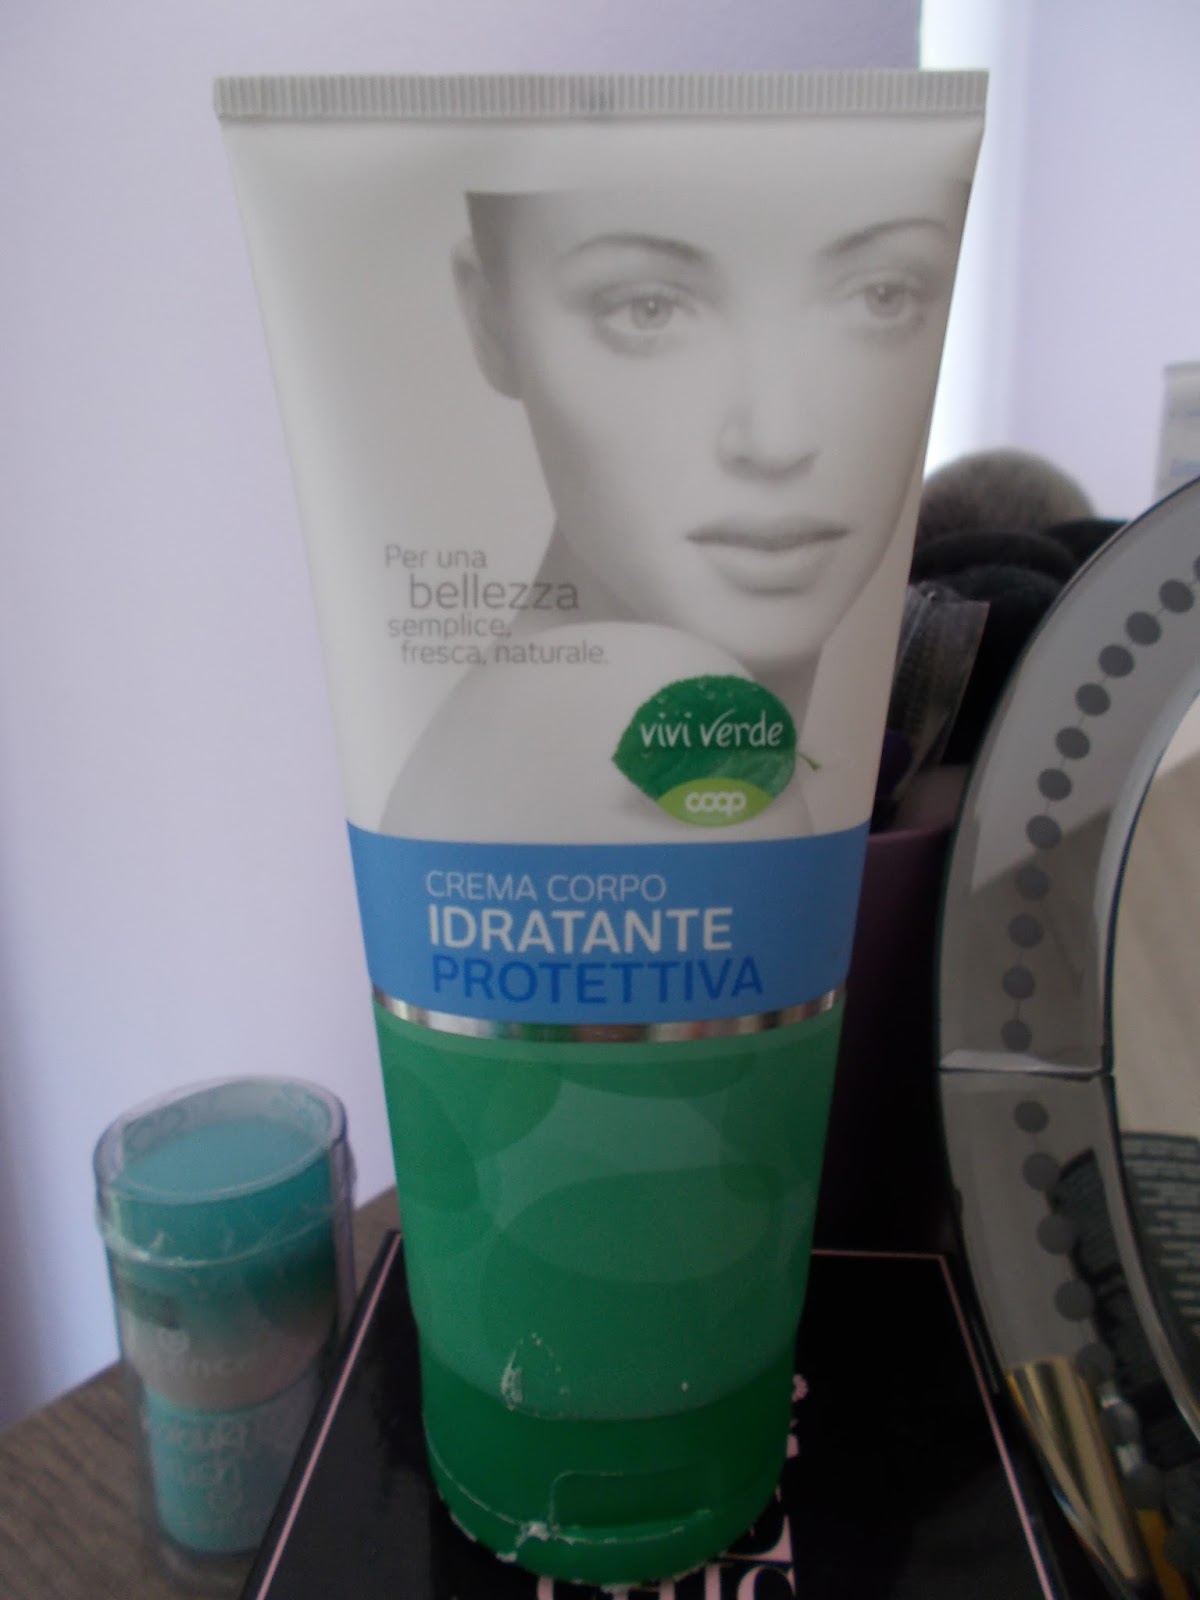 Per una
bellezza
semplice,
fresca, naturale.
vivi verde
coop
CREMA CORPO
IDRATANTE
PROTETTIVA